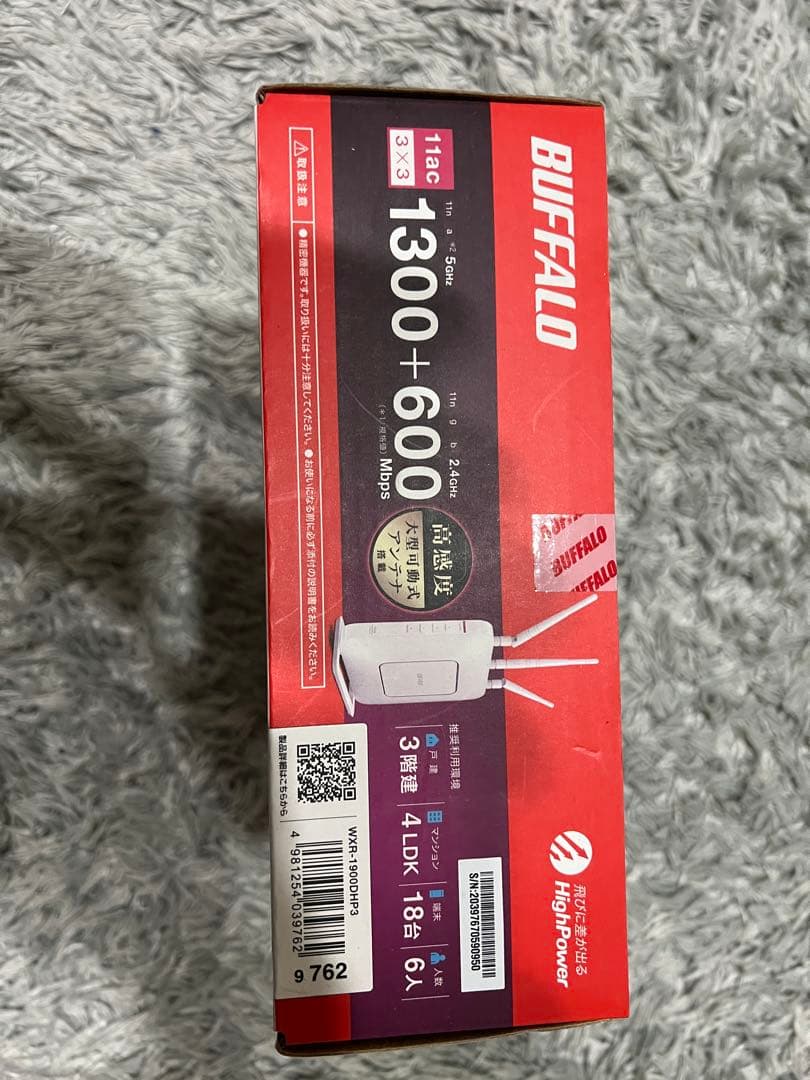 BUFFALO
飛びに差が出る
HighPower
BUFFALO
BUFFALO
11ac
3×3
11n a *2 5GHz
11n g b 2.4GHz
1300+600
(*1/規格値) Mbps
高感度
大型可動式
アンテナ
搭載
推奨利用環境
戸建
3階建
マンション
4LDK
端末
18台
人数
6人
S/N:20397670590950
⚠取扱注意
●精密機器です。取り扱いには十分注意してください。●お使いになる前に必ず添付の説明書をお読みください。
製品詳細はこちらから
WXR-1900DHP3
4 981254 039762
9 762